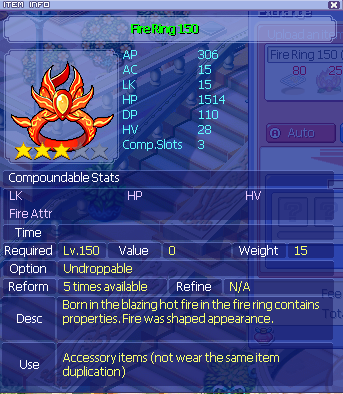 ITEM INFO
Fire Ring 150
AP 306
AC 15
LK 15
HP 1514
DP 110
HV 28
Comp.Slots 3
Fire Ring 150 (
80 25
Auto
Compoundable Stats
LK HP HV
Fire Attr
Time
Required Lv.150 Value 0 Weight 15
Option Undroppable
Reform 5 times available Refine N/A
Desc Born in the blazing hot fire in the fire ring contains
properties. Fire was shaped appearance.
Use Accessory items (not wear the same item
duplication)